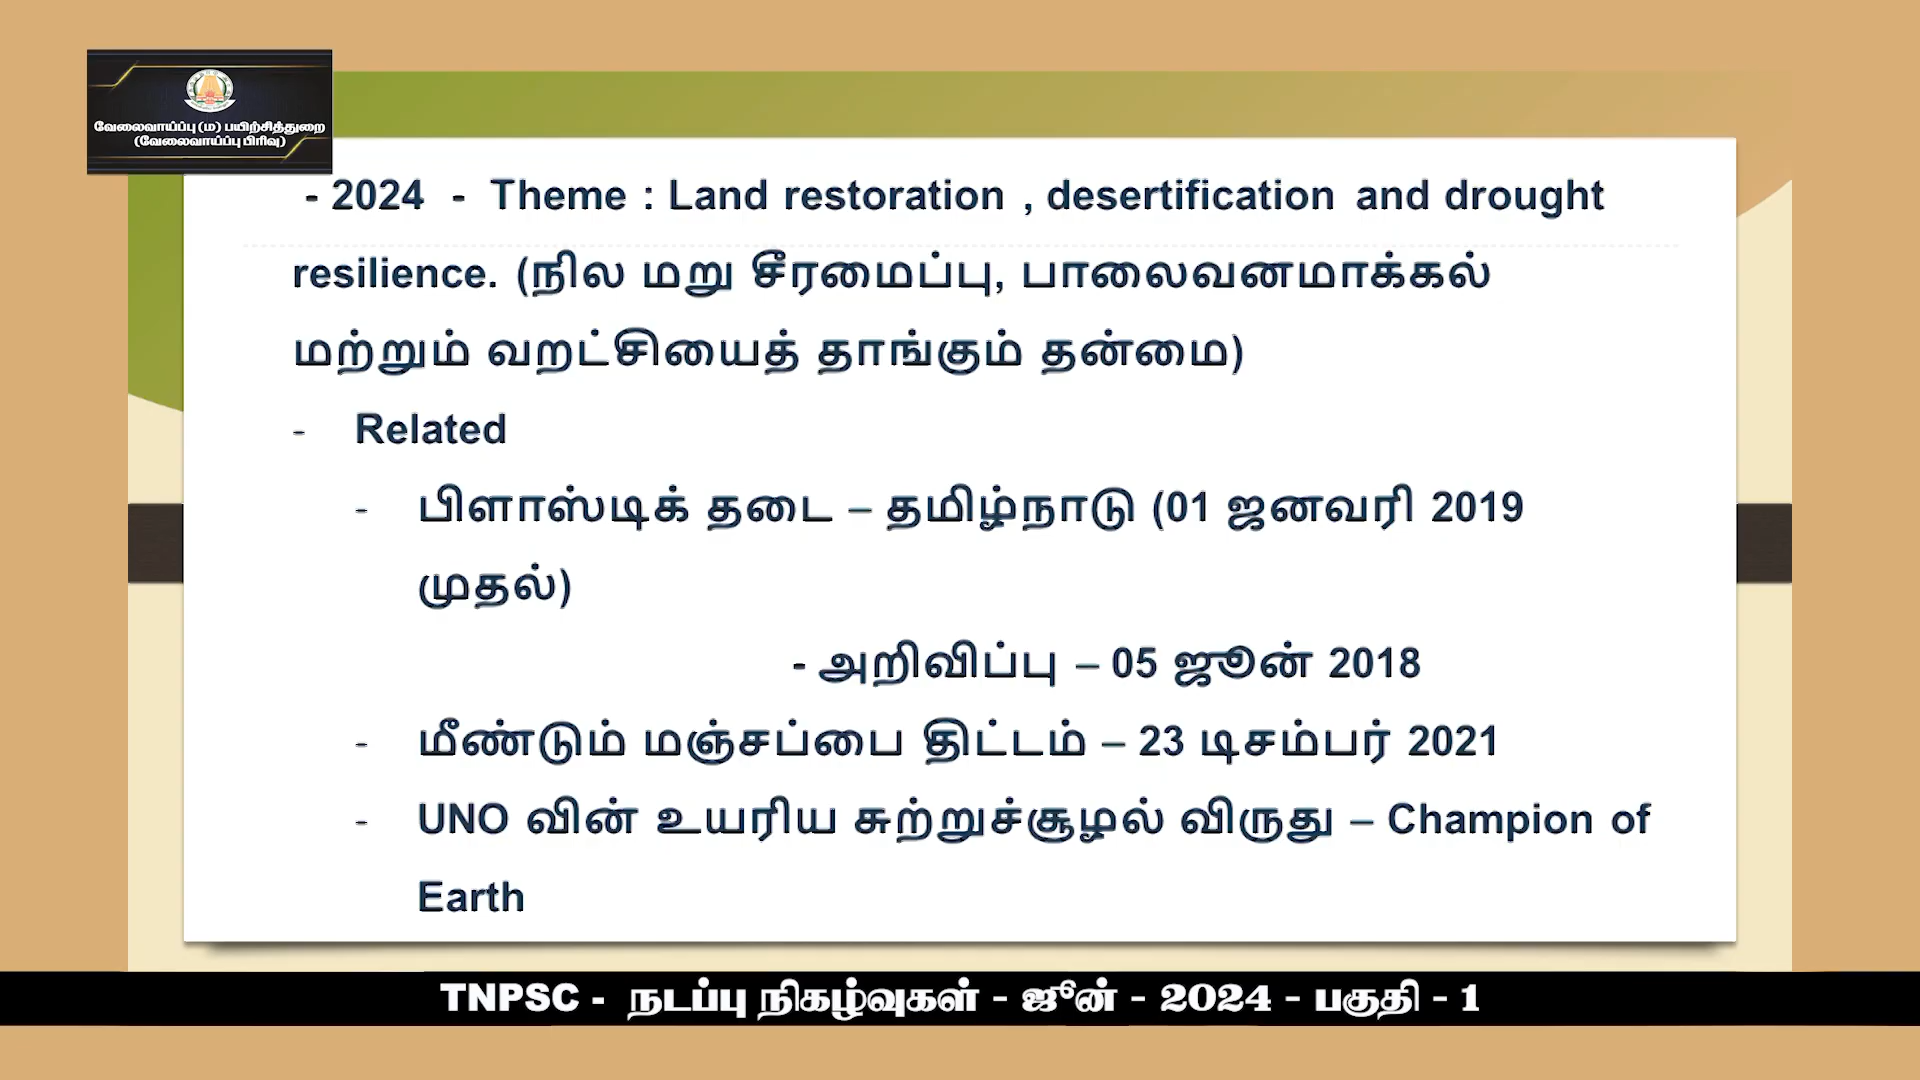 வேலைவாய்ப்பு (ம) பயிற்சித்துறை
(வேலைவாய்ப்பு பிரிவு)
- 2024 - Theme : Land restoration , desertification and drought
resilience. (நில மறு சீரமைப்பு, பாலைவனமாக்கல்
மற்றும் வறட்சியைத் தாங்கும் தன்மை)
- Related
- பிளாஸ்டிக் தடை – தமிழ்நாடு (01 ஜனவரி 2019
முதல்)
- அறிவிப்பு – 05 ஜூன் 2018
- மீண்டும் மஞ்சப்பை திட்டம் – 23 டிசம்பர் 2021
- UNO வின் உயரிய சுற்றுச்சூழல் விருது – Champion of
Earth
TNPSC - நடப்பு நிகழ்வுகள் - ஜூன் - 2024 - பகுதி - 1